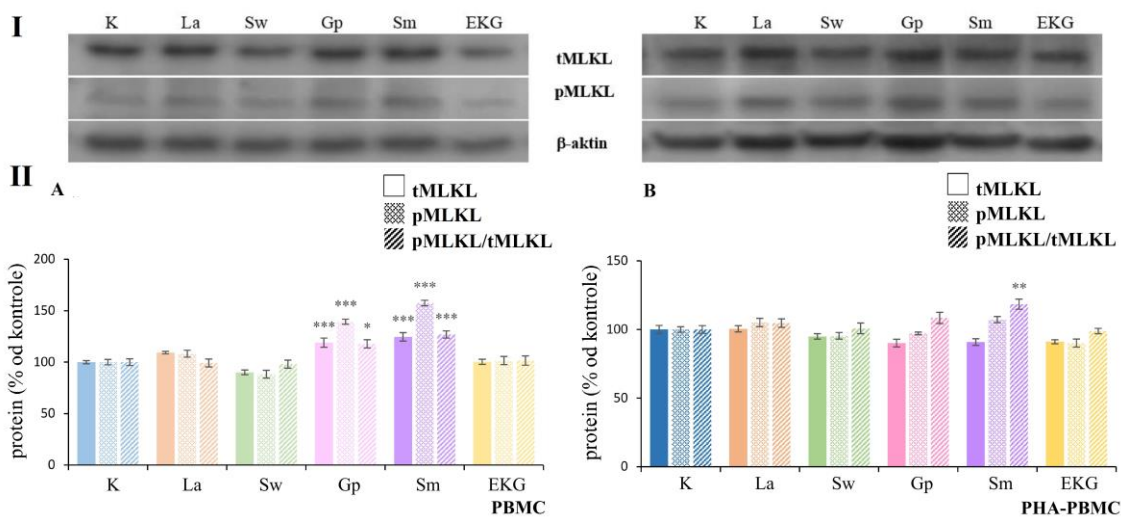 I
K La Sw Gp Sm EKG
K La Sw Gp Sm EKG
tMLKL
pMLKL
β-aktin
II
A
tMLKL
pMLKL
pMLKL/tMLKL
protein (% od kontrole)
200
150
100
50
0
*** *** *
*** *** ***
K La Sw Gp Sm EKG
PBMC
B
tMLKL
pMLKL
pMLKL/tMLKL
protein (% od kontrole)
150
100
50
0
**
K La Sw Gp Sm EKG
PHA-PBMC